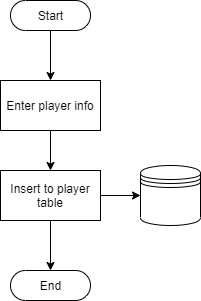 Start
Enter player info
Insert to player
table
End